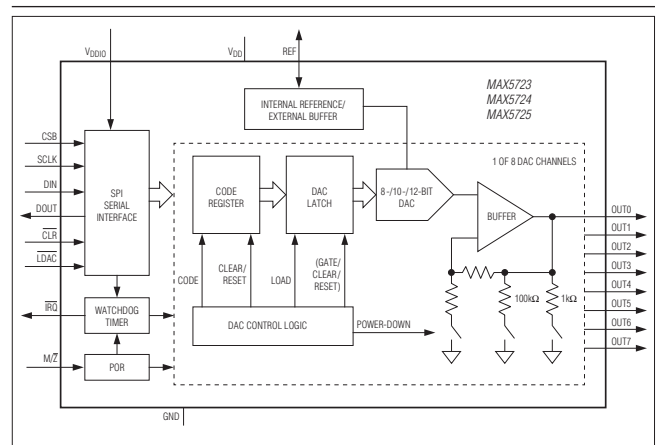 VDDIO
VDD
REF
MAX5723
MAX5724
MAX5725
INTERNAL REFERENCE/
EXTERNAL BUFFER
CSB
SCLK
DIN
DOUT
CLR
LDAC
SPI
SERIAL
INTERFACE
1 OF 8 DAC CHANNELS
CODE
REGISTER
DAC
LATCH
8-/10-/12-BIT
DAC
BUFFER
OUT0
OUT1
OUT2
OUT3
OUT4
OUT5
OUT6
OUT7
CODE
CLEAR/
RESET
LOAD
(GATE/
CLEAR/
RESET)
100kΩ
1kΩ
IRQ
WATCHDOG
TIMER
DAC CONTROL LOGIC
POWER-DOWN
M/Z
POR
GND